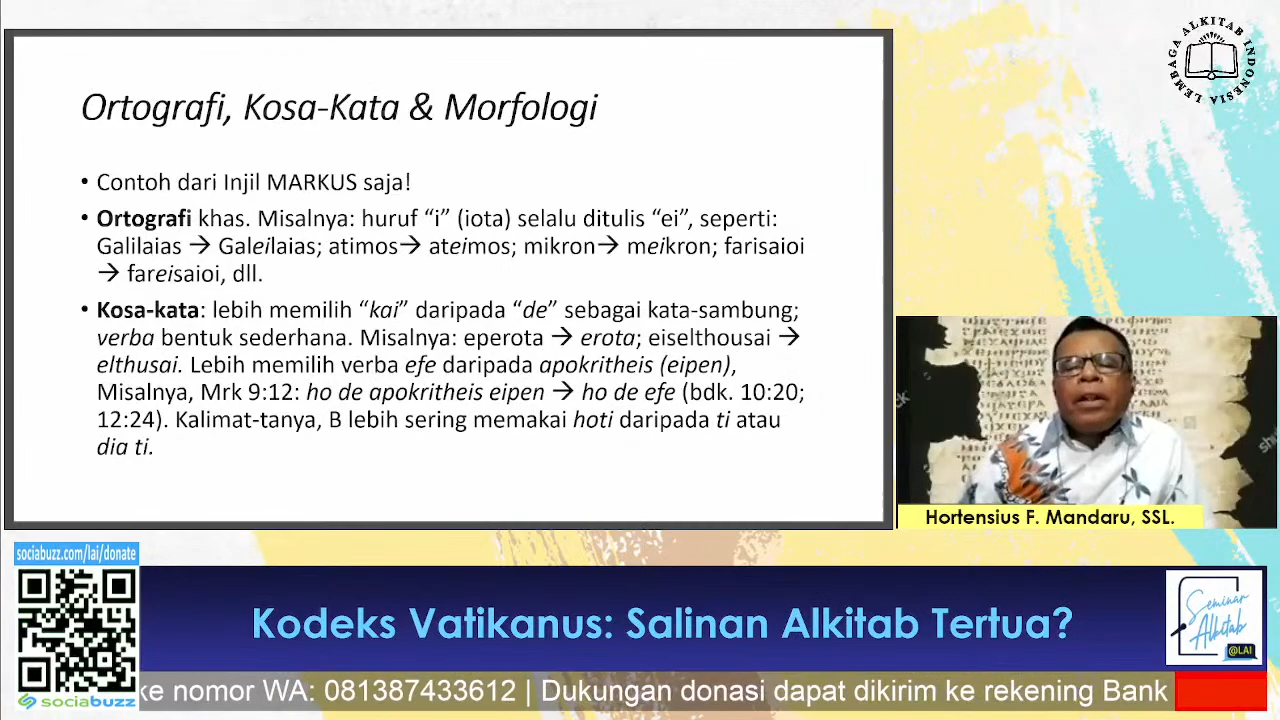 Ortografi, Kosa-Kata & Morfologi
• Contoh dari Injil MARKUS saja!
• Ortografi khas. Misalnya: huruf “i” (iota) selalu ditulis “ei”, seperti:
Galilaias → Galeilaias; atimos→ ateimos; mikron→ meikron; farisaioi
→ fareisaioi, dll.
• Kosa-kata: lebih memilih “kai” daripada “de” sebagai kata-sambung;
verba bentuk sederhana. Misalnya: eperota → erota; eiselthousai →
elthusai. Lebih memilih verba efe daripada apokritheis (eipen),
Misalnya, Mrk 9:12: ho de apokritheis eipen → ho de efe (bdk. 10:20;
12:24). Kalimat-tanya, B lebih sering memakai hoti daripada ti atau
dia ti.
LEMBAGA ALKITAB INDONESIA
Hortensius F. Mandaru, SSL.
sociabuzz.com/lai/donate
sociabuzz
Kodeks Vatikanus: Salinan Alkitab Tertua?
Seminar
Alkitab
@LAI
ke nomor WA: 081387433612 | Dukungan donasi dapat dikirim ke rekening Bank